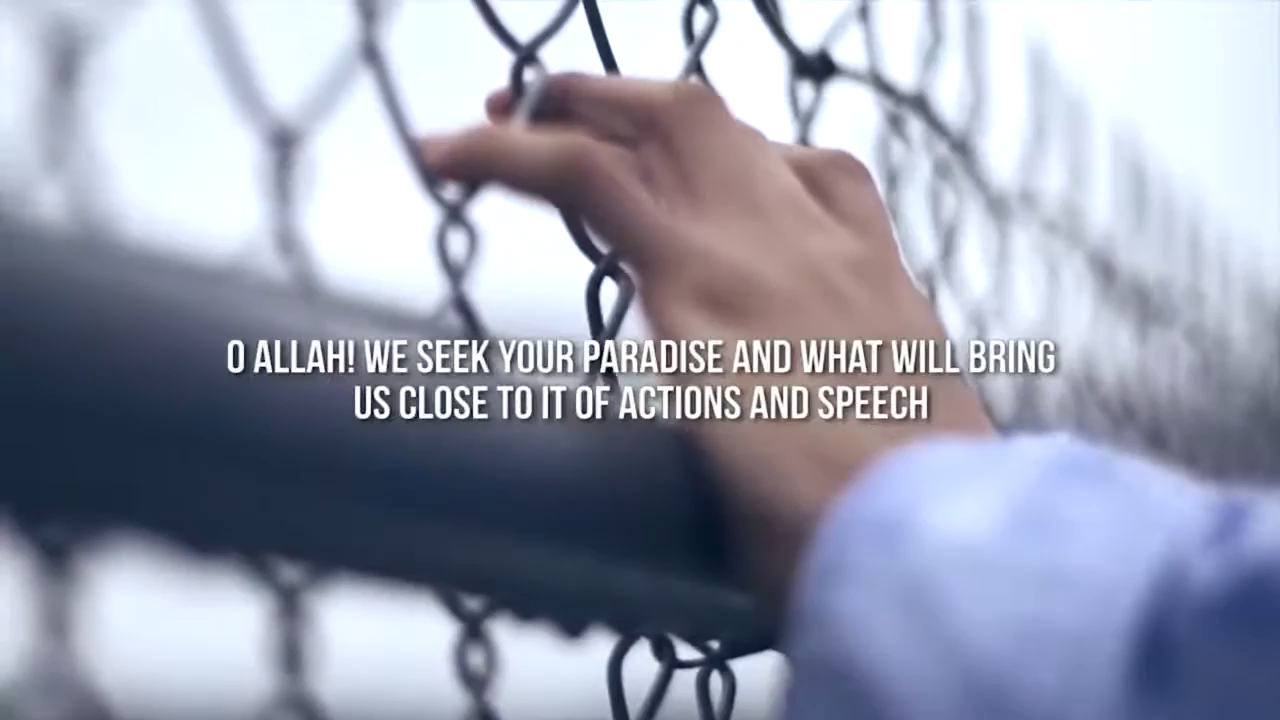 O ALLAH! WE SEEK YOUR PARADISE AND WHAT WILL BRING
US CLOSE TO IT OF ACTIONS AND SPEECH